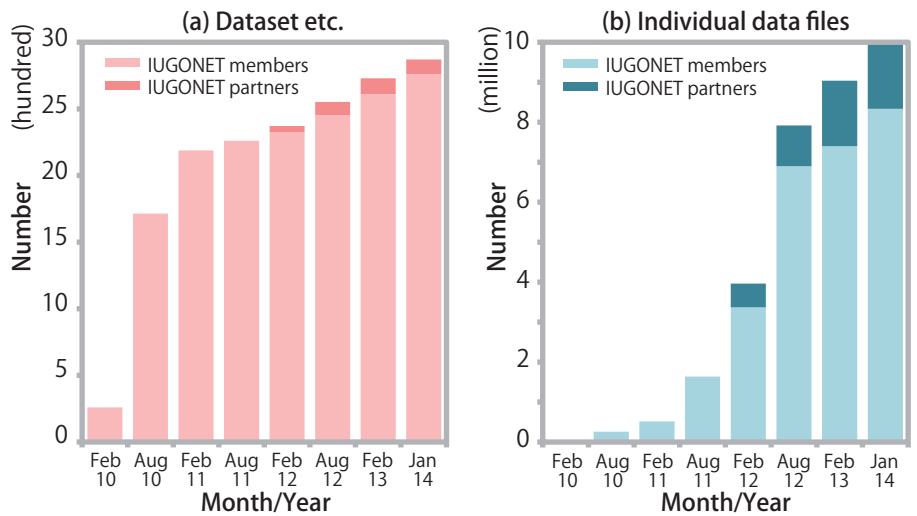 (a) Dataset etc.
30
25
20
15
10
5
0
Number (hundred)
IUGONET members
IUGONET partners
Feb 10
Aug 10
Feb 11
Aug 11
Feb 12
Aug 12
Feb 13
Jan 14
Month/Year
(b) Individual data files
10
8
6
4
2
0
Number (million)
IUGONET members
IUGONET partners
Feb 10
Aug 10
Feb 11
Aug 11
Feb 12
Aug 12
Feb 13
Jan 14
Month/Year